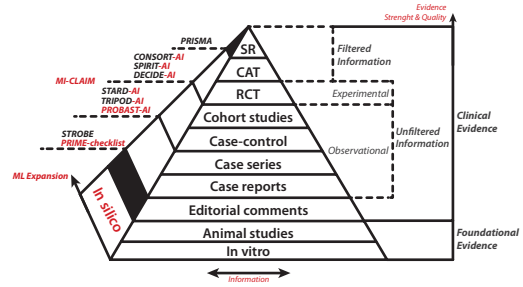 Evidence
Strenght & Quality
PRISMA
SR
CONSORT-AI
SPIRIT-AI
DECIDE-AI
Filtered
Information
CAT
MI-CLAIM
STARD-AI
TRIPOD-AI
PROBAST-AI
RCT
Experimental
Cohort studies
Clinical
Evidence
STROBE
PRIME-checklist
Case-control
Unfiltered
Information
Observational
Case series
ML Expansion
Case reports
In silico
Editorial comments
Animal studies
Foundational
Evidence
In vitro
Information